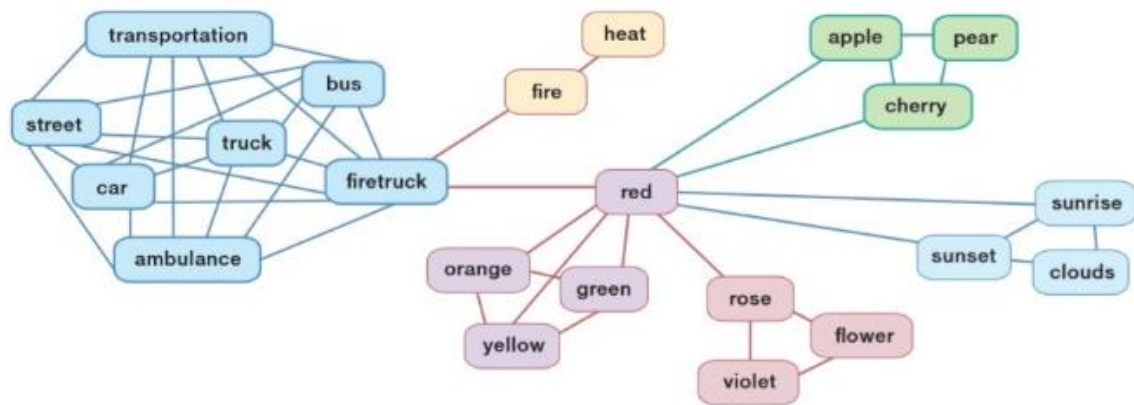 transportation
heat
apple
pear
bus
fire
cherry
street
truck
car
firetruck
red
sunrise
ambulance
orange
green
sunset
clouds
rose
yellow
flower
violet